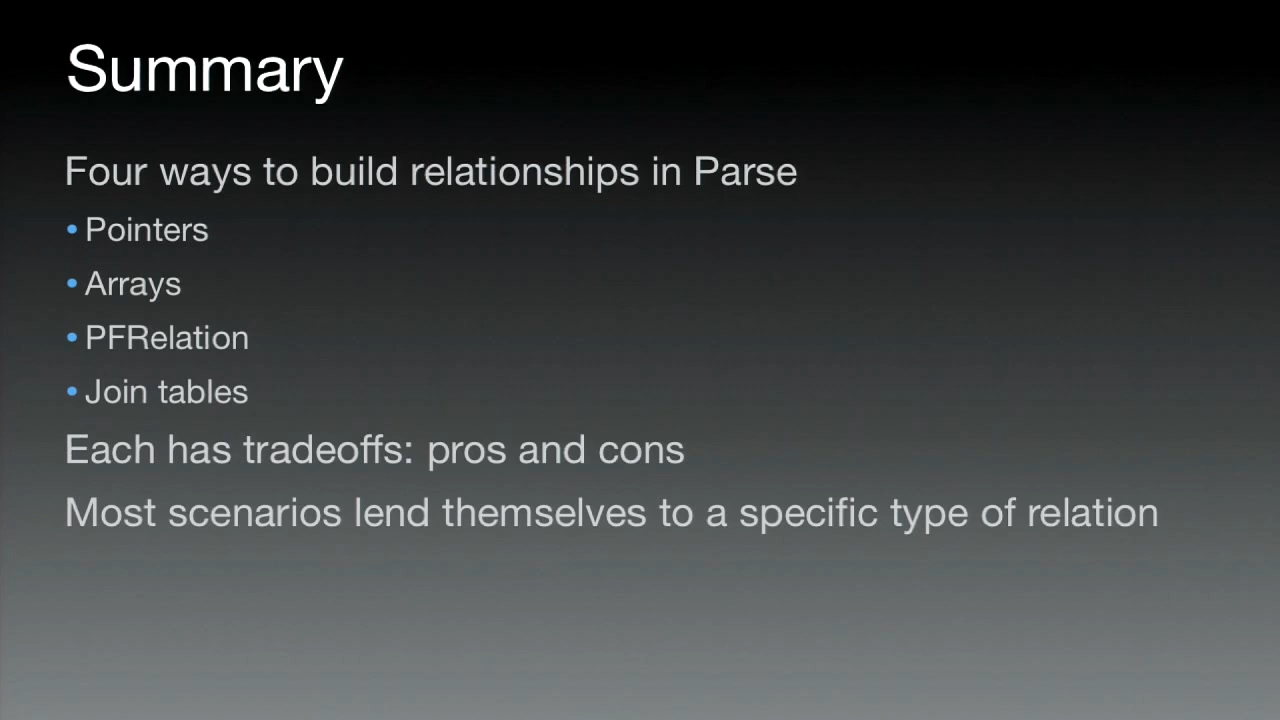 Summary
Four ways to build relationships in Parse
• Pointers
• Arrays
• PFRelation
• Join tables
Each has tradeoffs: pros and cons
Most scenarios lend themselves to a specific type of relation